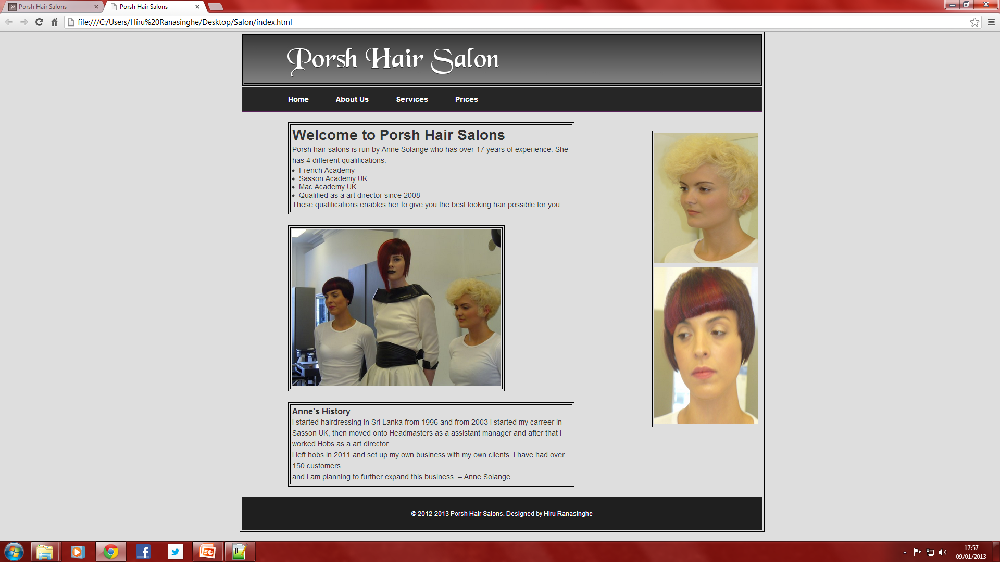 Porsh Hair Salons
Porsh Hair Salons
file:///C:/Users/Hiru%20Ranasinghe/Desktop/Salon/index.html
Porsh Hair Salon
Home About Us Services Prices
Welcome to Porsh Hair Salons
Porsh hair salons is run by Anne Solange who has over 17 years of experience. She
has 4 different qualifications:
• French Academy
• Sasson Academy UK
• Mac Academy UK
• Qualified as a art director since 2008
These qualifications enables her to give you the best looking hair possible for you.
Anne's History
I started hairdressing in Sri Lanka from 1996 and from 2003 I started my carreer in
Sasson UK, then moved onto Headmasters as a assistant manager and after that I
worked Hobs as a art director.
I left hobs in 2011 and set up my own business with my own cilents. I have had over
150 customers
and I am planning to further expand this business. – Anne Solange.
© 2012-2013 Porsh Hair Salons. Designed by Hiru Ranasinghe
17:57
09/01/2013